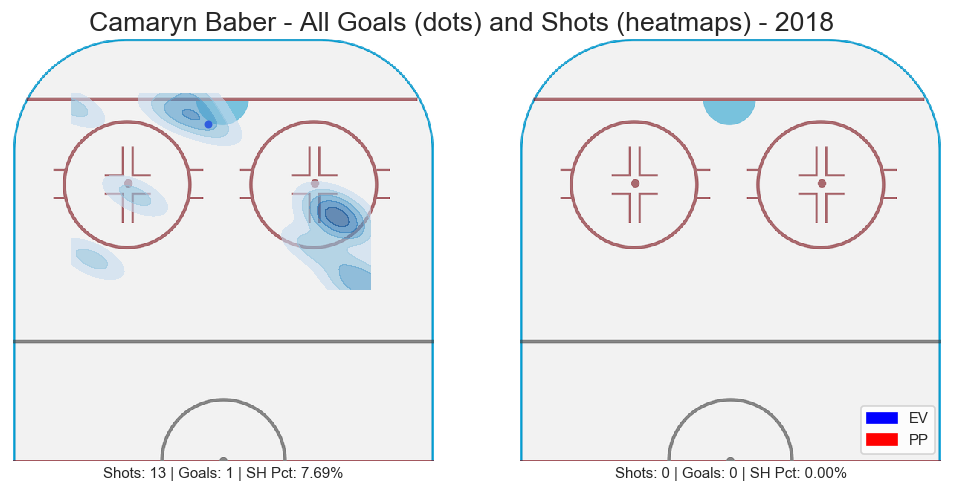 Camaryn Baber - All Goals (dots) and Shots (heatmaps) - 2018
EV
PP
Shots: 13 | Goals: 1 | SH Pct: 7.69%
Shots: 0 | Goals: 0 | SH Pct: 0.00%